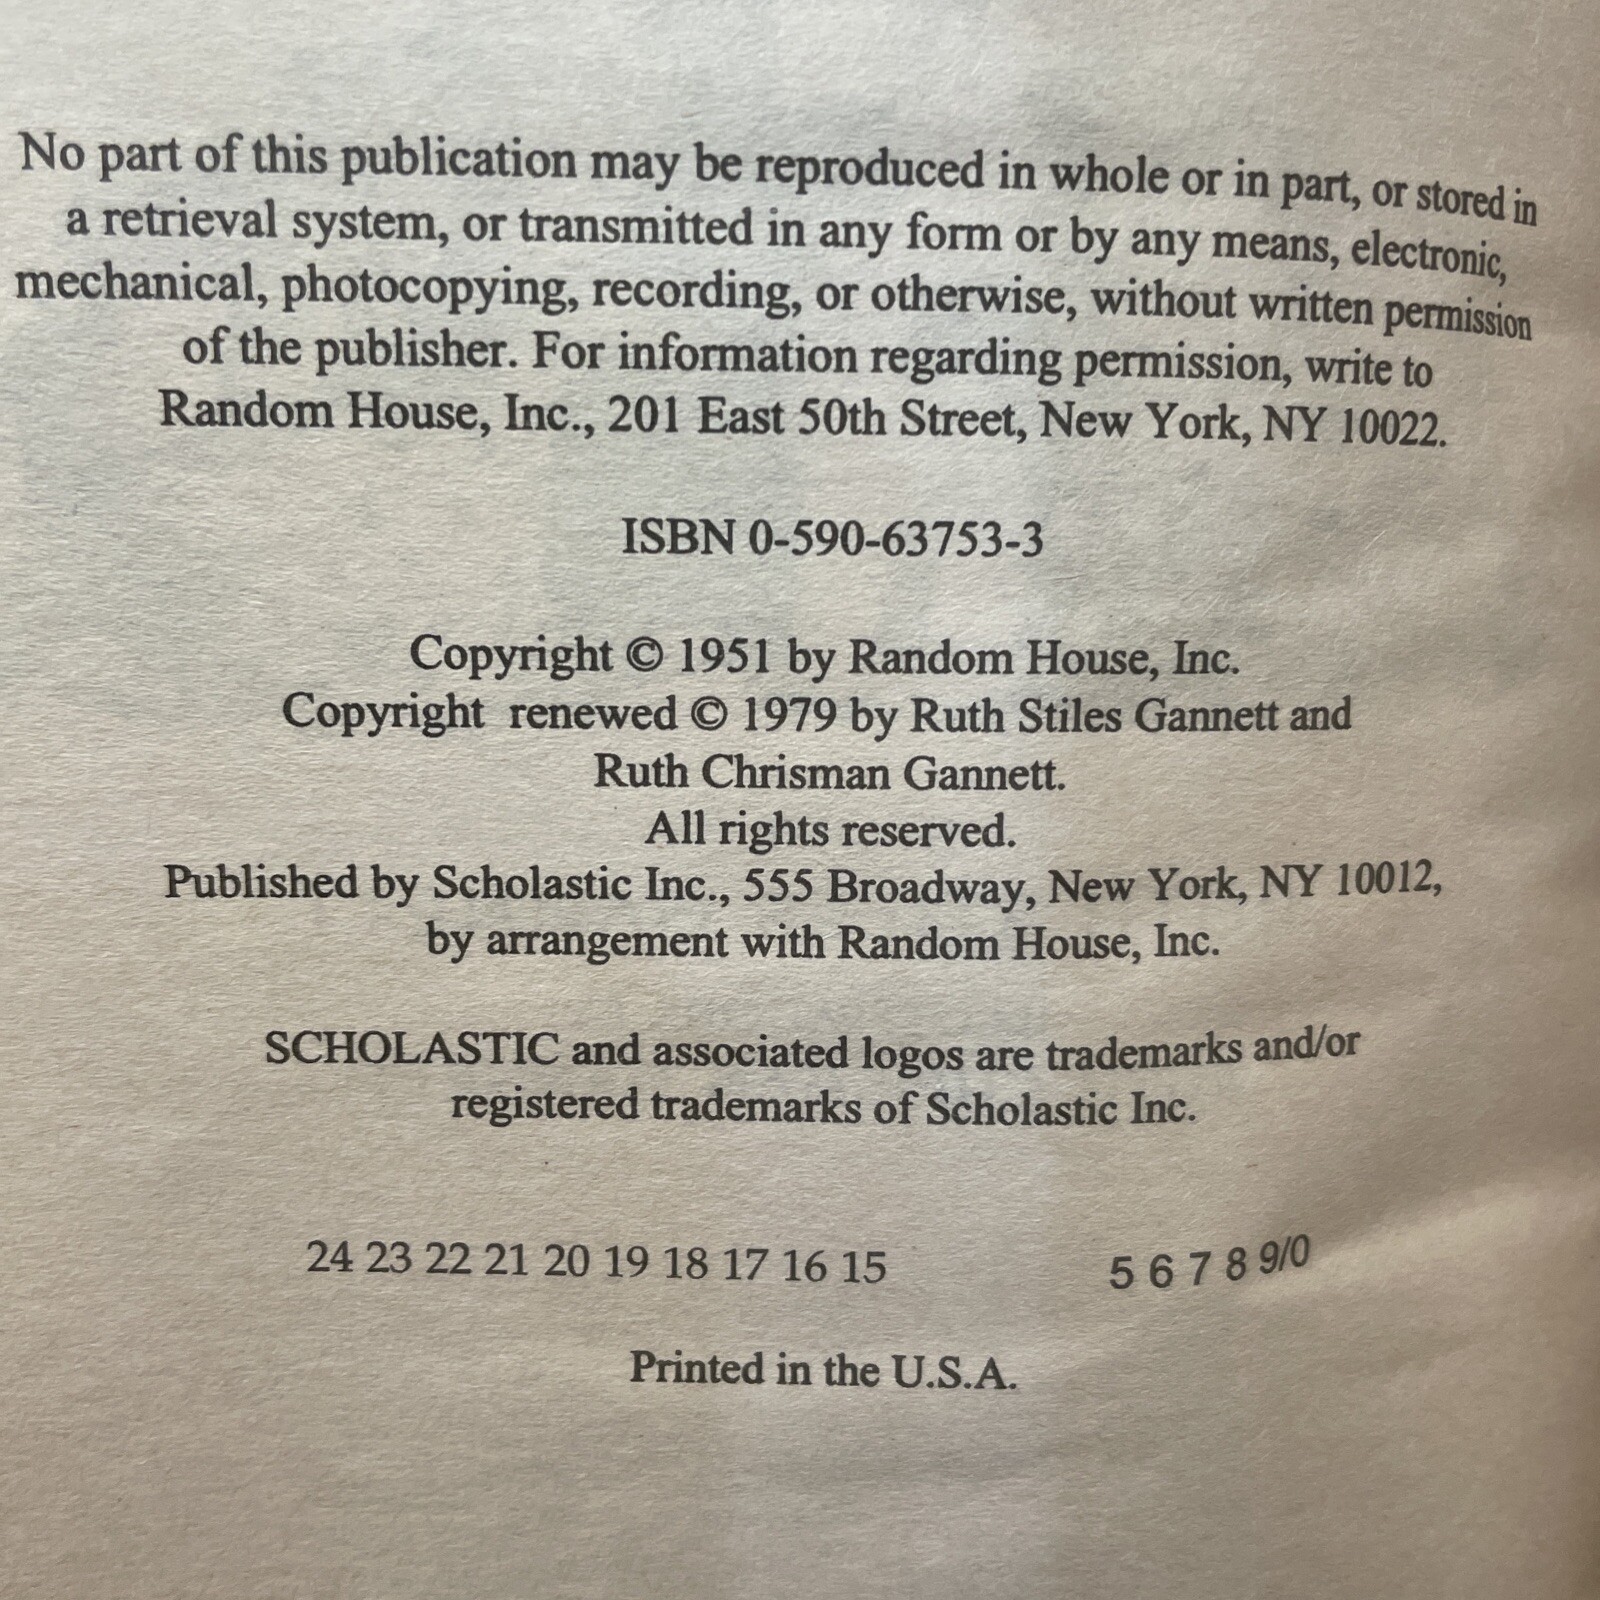 No part of this publication may be reproduced in whole or in part, or stored in
a retrieval system, or transmitted in any form or by any means, electronic,
mechanical, photocopying, recording, or otherwise, without written permission
of the publisher. For information regarding permission, write to
Random House, Inc., 201 East 50th Street, New York, NY 10022.
ISBN 0-590-63753-3
Copyright © 1951 by Random House, Inc.
Copyright renewed © 1979 by Ruth Stiles Gannett and
Ruth Chrisman Gannett.
All rights reserved.
Published by Scholastic Inc., 555 Broadway, New York, NY 10012,
by arrangement with Random House, Inc.
SCHOLASTIC and associated logos are trademarks and/or
registered trademarks of Scholastic Inc.
24 23 22 21 20 19 18 17 16 15 5 6 7 8 9/0
Printed in the U.S.A.